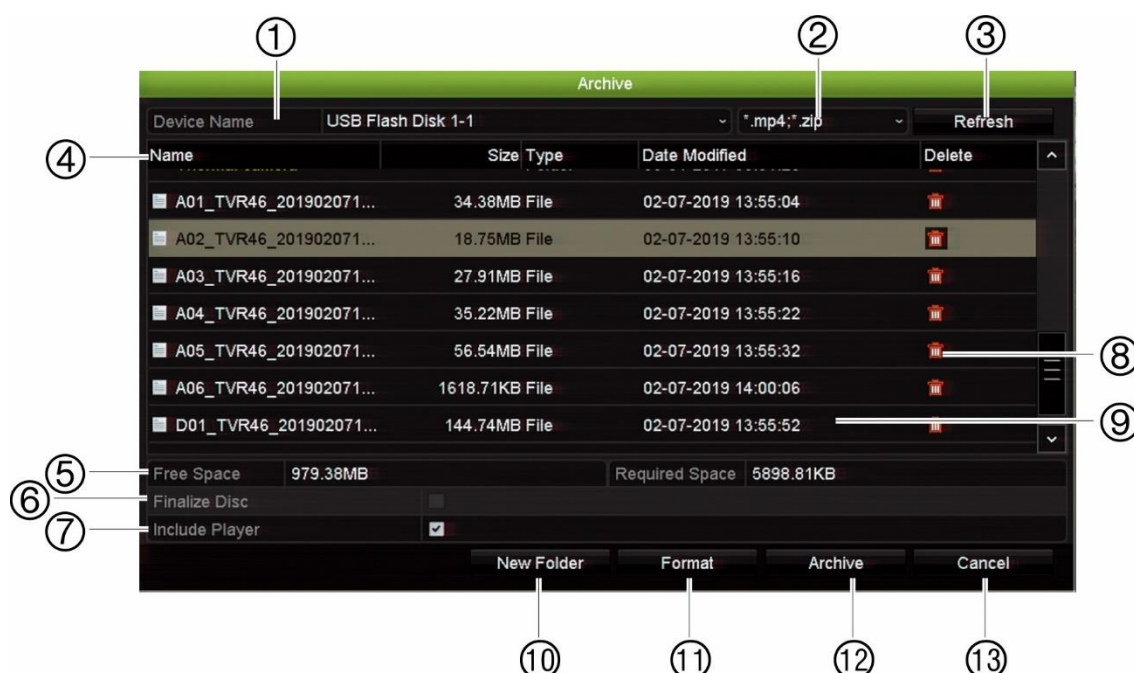 ① ② ③
Archive
Device Name USB Flash Disk 1-1 *.mp4;*.zip Refresh
④ Name Size Type Date Modified Delete
A01_TVR46_201902071... 34.38MB File 02-07-2019 13:55:04
A02_TVR46_201902071... 18.75MB File 02-07-2019 13:55:10
A03_TVR46_201902071... 27.91MB File 02-07-2019 13:55:16
A04_TVR46_201902071... 35.22MB File 02-07-2019 13:55:22
A05_TVR46_201902071... 56.54MB File 02-07-2019 13:55:32 ⑧
A06_TVR46_201902071... 1618.71KB File 02-07-2019 14:00:06
D01_TVR46_201902071... 144.74MB File 02-07-2019 13:55:52 ⑨
⑤ Free Space 979.38MB Required Space 5898.81KB
⑥ Finalize Disc
⑦ Include Player
New Folder Format Archive Cancel
⑩ ⑪ ⑫ ⑬